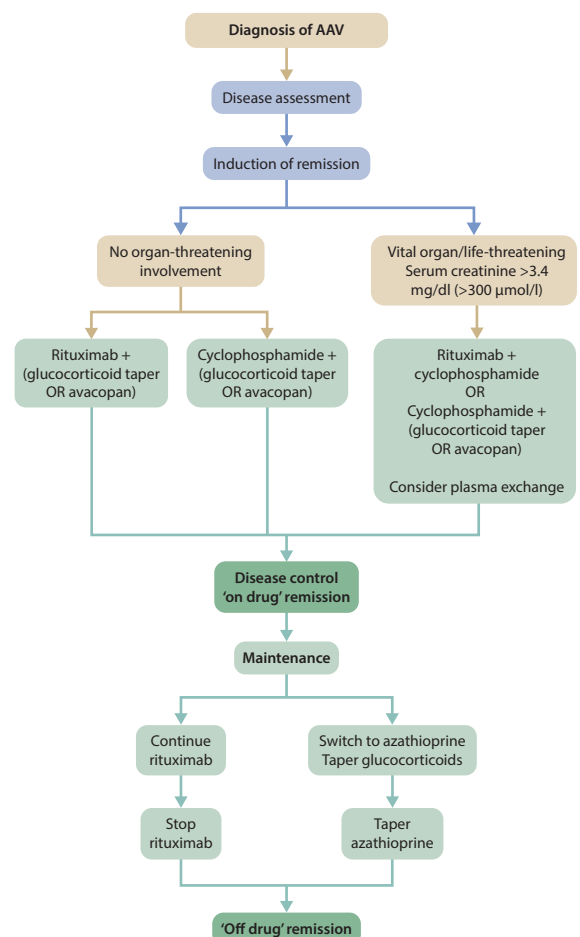 Diagnosis of AAV
Disease assessment
Induction of remission
No organ-threatening
involvement
Vital organ/life-threatening
Serum creatinine >3.4
mg/dl (>300 µmol/l)
Rituximab +
(glucocorticoid taper
OR avacopan)
Cyclophosphamide +
(glucocorticoid taper
OR avacopan)
Rituximab +
cyclophosphamide
OR
Cyclophosphamide +
(glucocorticoid taper
OR avacopan)
Consider plasma exchange
Disease control
‘on drug’ remission
Maintenance
Continue
rituximab
Switch to azathioprine
Taper glucocorticoids
Stop
rituximab
Taper
azathioprine
‘Off drug’ remission